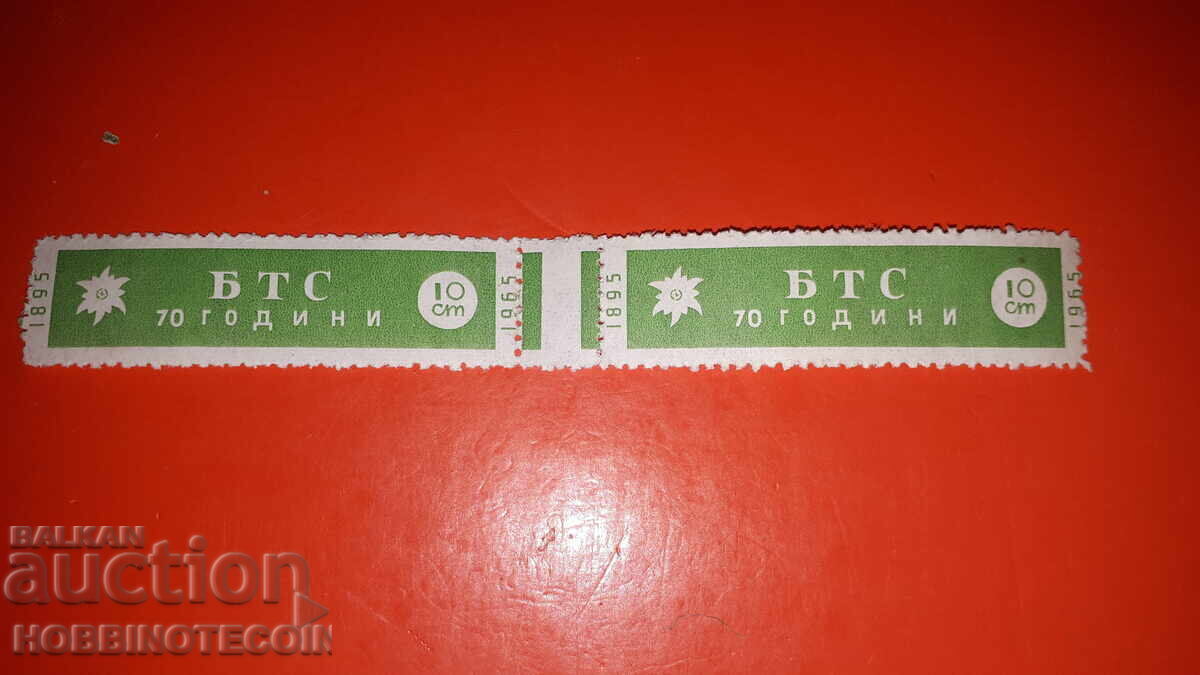 1895
БТС
70 ГОДИНИ
10
ст
1965
1895
БТС
70 ГОДИНИ
10
ст
1965
BALKAN
auction
HOBBINOTECOIN